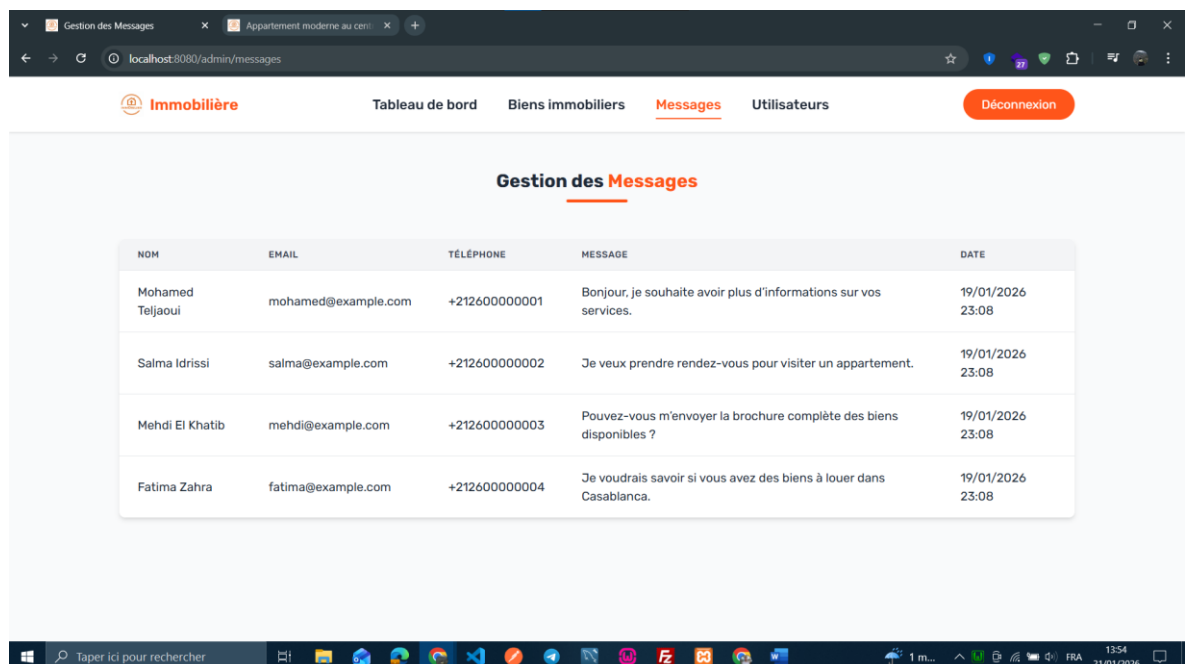 Gestion des Messages
Appartement moderne au cent
localhost:8080/admin/messages
27
Immobilière
Tableau de bord Biens immobiliers Messages Utilisateurs
Déconnexion
Gestion des Messages
NOM EMAIL TÉLÉPHONE MESSAGE DATE
Mohamed Teljaoui mohamed@example.com +212600000001 Bonjour, je souhaite avoir plus d'informations sur vos services. 19/01/2026 23:08
Salma Idrissi salma@example.com +212600000002 Je veux prendre rendez-vous pour visiter un appartement. 19/01/2026 23:08
Mehdi El Khatib mehdi@example.com +212600000003 Pouvez-vous m'envoyer la brochure complète des biens disponibles ? 19/01/2026 23:08
Fatima Zahra fatima@example.com +212600000004 Je voudrais savoir si vous avez des biens à louer dans Casablanca. 19/01/2026 23:08
Taper ici pour rechercher
1 m...
FRA
13:54
31/01/2026